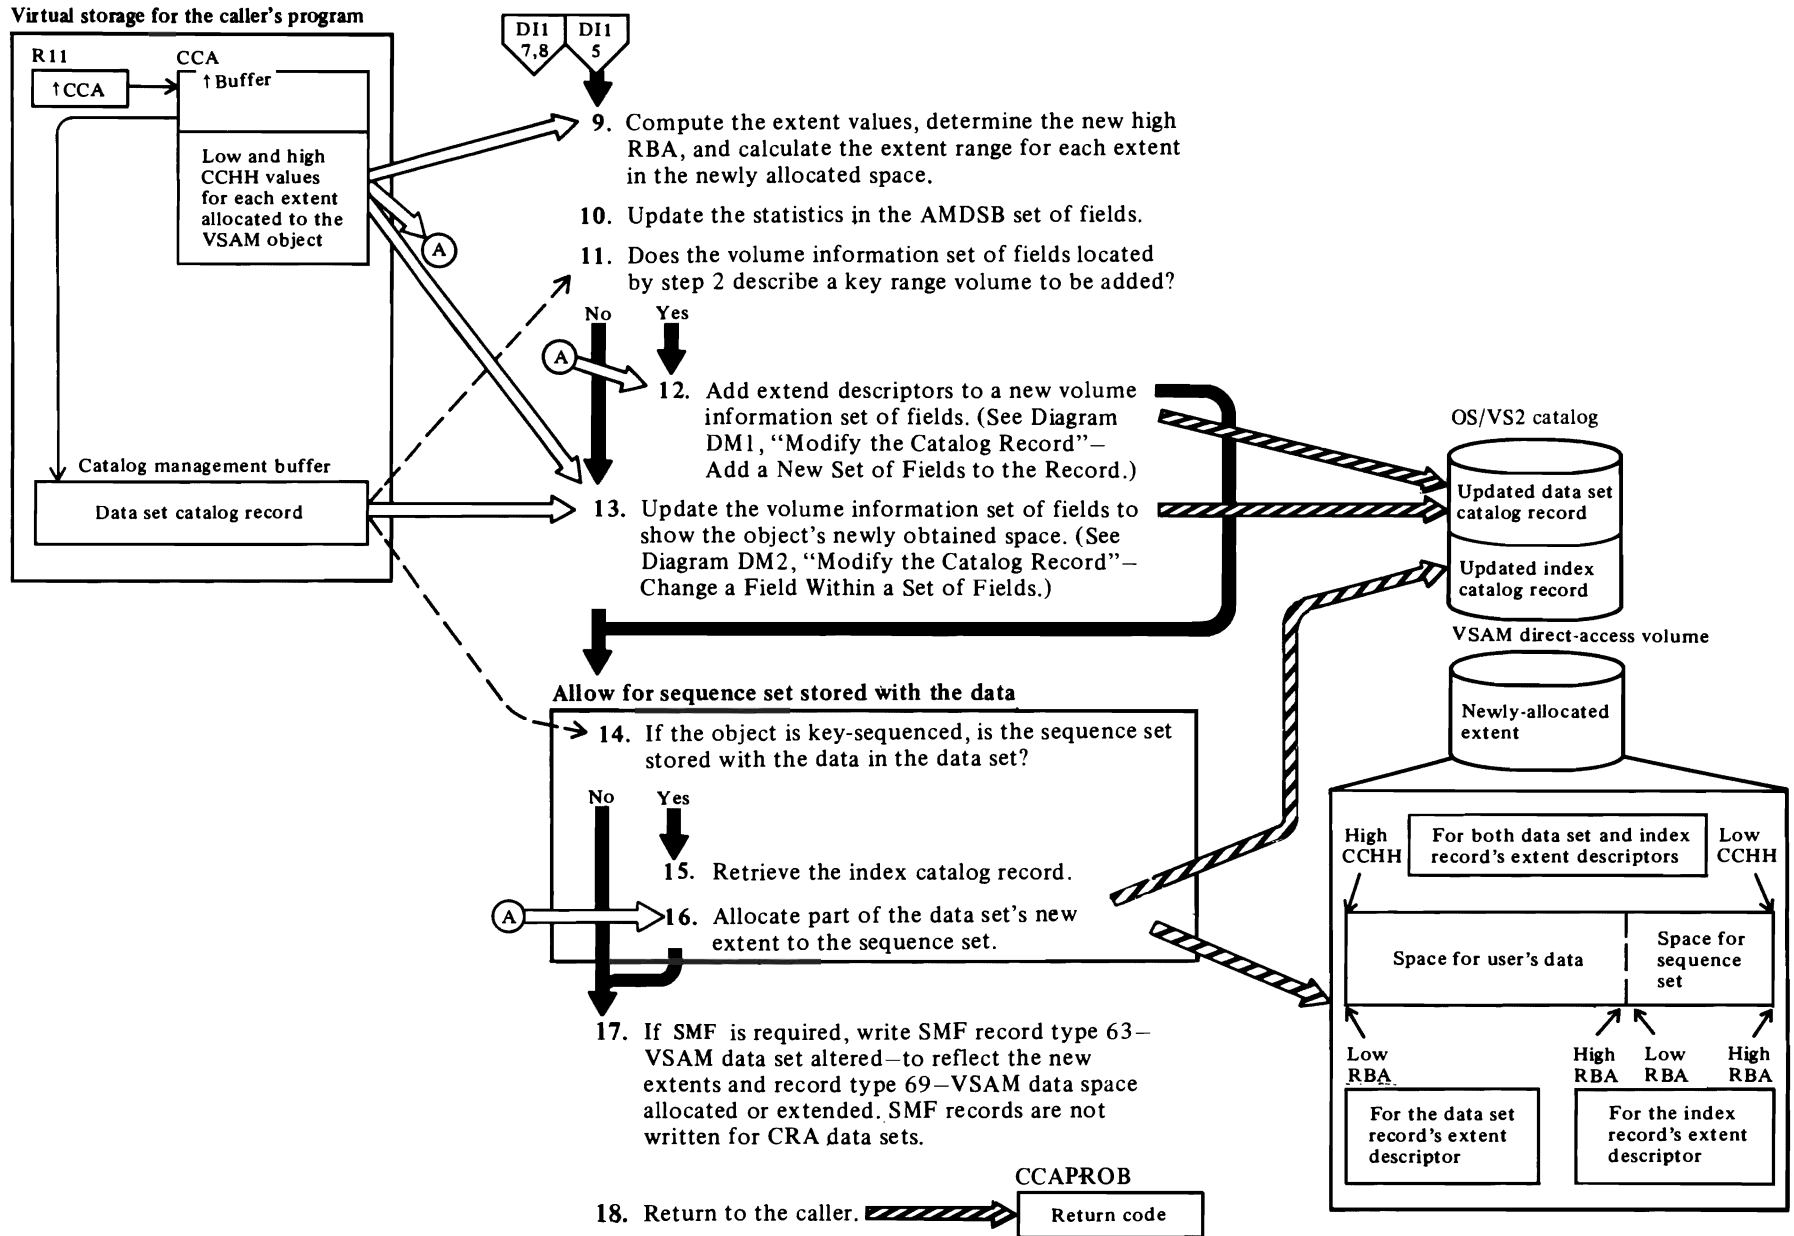 Virtual storage for the caller's program
R11
↑CCA
CCA
↑Buffer
Low and high
CCHH values
for each extent
allocated to the
VSAM object
A
Catalog management buffer
Data set catalog record
DI1
7,8
DI1
5
9. Compute the extent values, determine the new high
RBA, and calculate the extent range for each extent
in the newly allocated space.
10. Update the statistics in the AMDSB set of fields.
11. Does the volume information set of fields located
by step 2 describe a key range volume to be added?
No
Yes
A
12. Add extend descriptors to a new volume
information set of fields. (See Diagram
DM1, “Modify the Catalog Record”—
Add a New Set of Fields to the Record.)
13. Update the volume information set of fields to
show the object's newly obtained space. (See
Diagram DM2, “Modify the Catalog Record”—
Change a Field Within a Set of Fields.)
Allow for sequence set stored with the data
14. If the object is key-sequenced, is the sequence set
stored with the data in the data set?
No
Yes
15. Retrieve the index catalog record.
A
16. Allocate part of the data set's new
extent to the sequence set.
17. If SMF is required, write SMF record type 63—
VSAM data set altered—to reflect the new
extents and record type 69—VSAM data space
allocated or extended. SMF records are not
written for CRA data sets.
18. Return to the caller.
CCAPROB
Return code
OS/VS2 catalog
Updated data set
catalog record
Updated index
catalog record
VSAM direct-access volume
Newly-allocated
extent
High
CCHH
For both data set and index
record's extent descriptors
Low
CCHH
Space for user's data
Space for
sequence
set
Low
RBA
High
RBA
Low
RBA
High
RBA
For the data set
record's extent
descriptor
For the index
record's extent
descriptor